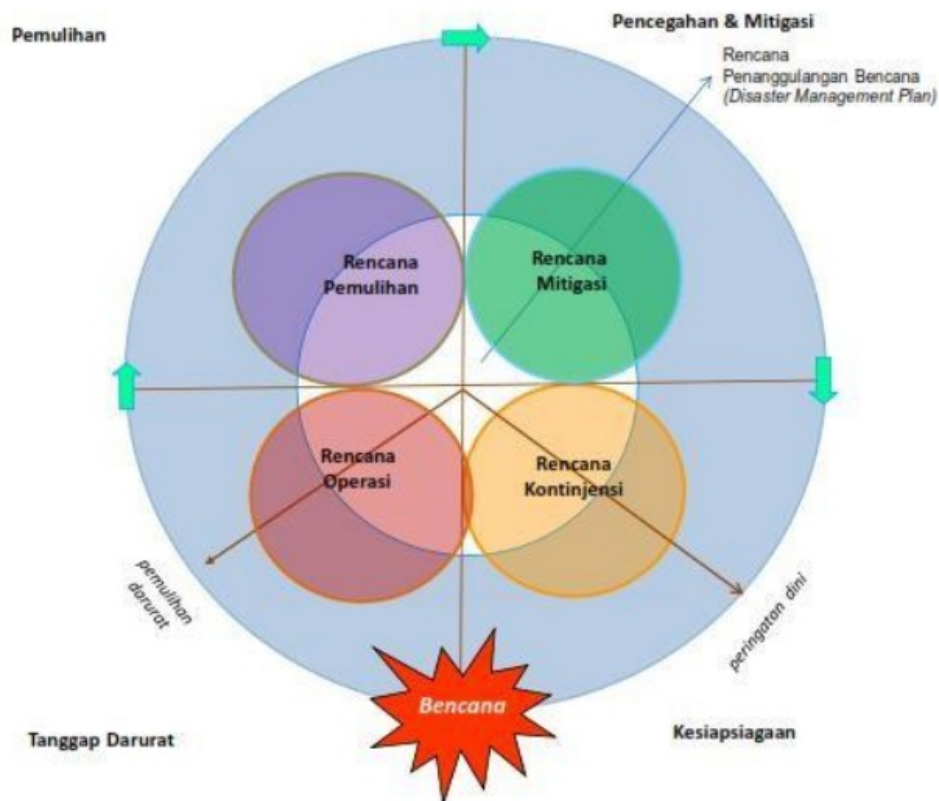 Pemulihan
Pencegahan & Mitigasi
Rencana
Penanggulangan Bencana
(Disaster Management Plan)
Rencana
Pemulihan
Rencana
Mitigasi
Rencana
Operasi
Rencana
Kontinjensi
pemulihan
darurat
peringatan dini
Bencana
Tanggap Darurat
Kesiapsiagaan